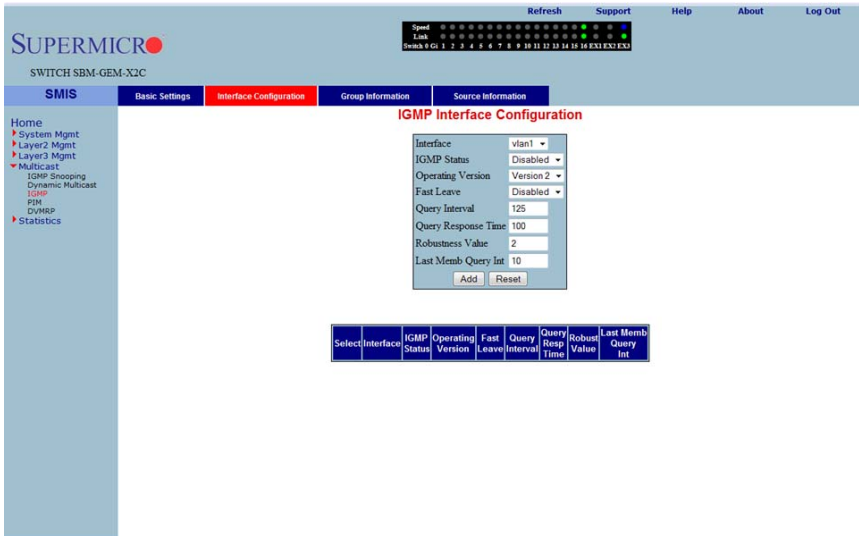 Refresh Support Help About Log Out
Speed
Link
Switch 0 Gi 1 2 3 4 5 6 7 8 9 10 11 12 13 14 15 16 EX1 EX2 EX3
SUPERMICRO
SWITCH SBM-GEM-X2C
SMIS
Basic Settings Interface Configuration Group Information Source Information
Home
System Mgmt
Layer2 Mgmt
Layer3 Mgmt
Multicast
IGMP Snooping
Dynamic Multicast
IGMP
PIM
DVMRP
Statistics
IGMP Interface Configuration
Interface vlan1
IGMP Status Disabled
Operating Version Version 2
Fast Leave Disabled
Query Interval 125
Query Response Time 100
Robustness Value 2
Last Memb Query Int 10
Add Reset
Select Interface IGMP Status Operating Version Fast Leave Query Interval Query Resp Time Robust Value Last Memb Query Int